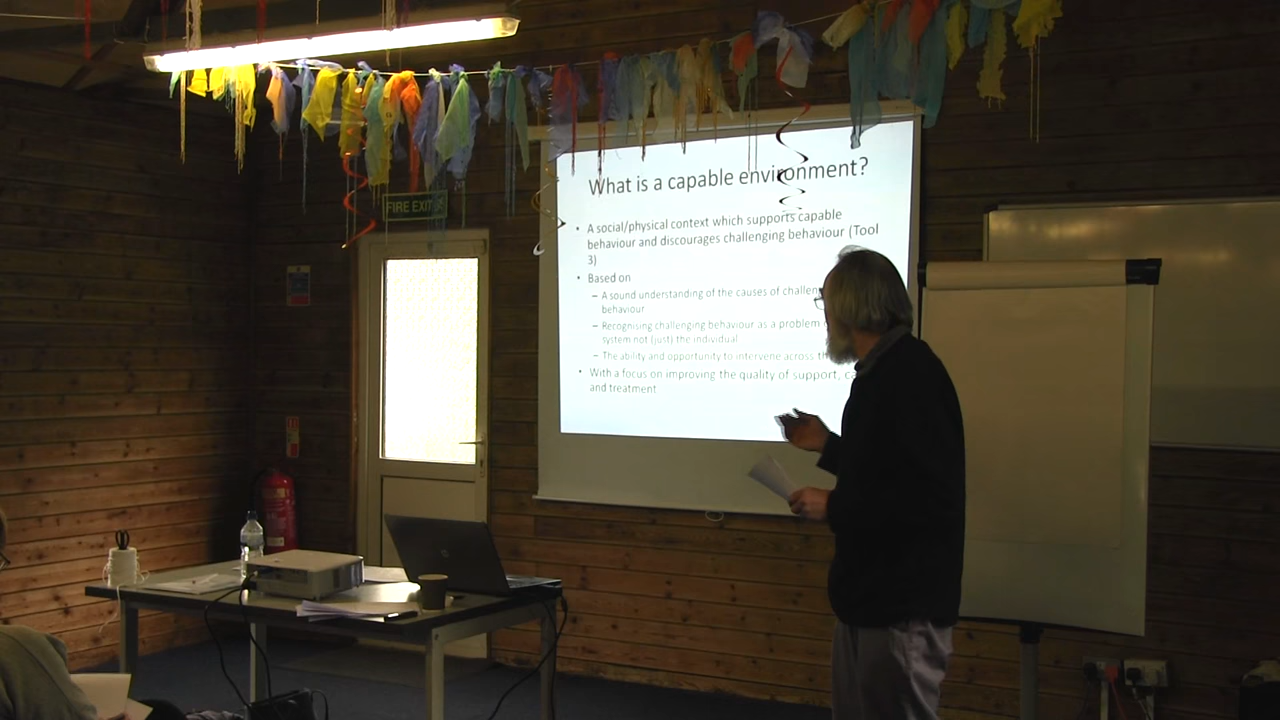 What is a capable environment?
FIRE EXIT
• A social/physical context which supports capable
behaviour and discourages challenging behaviour (Tool
3)
• Based on
– A sound understanding of the causes of
behaviour
– Recognising challenging behaviour as a problem
system not (just) the individual
– The ability and opportunity to intervene across
• With a focus on improving the quality of support,
and treatment